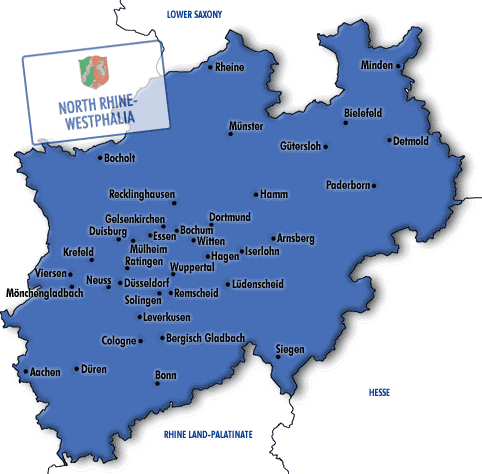 LOWER SAXONY
NORTH RHINE-
WESTPHALIA
Rheine
Minden
Bielefeld
Münster
Gütersloh
Detmold
Bocholt
Paderborn
Recklinghausen
Hamm
Gelsenkirchen
Dortmund
Duisburg
Essen
Bochum
Mülheim
Witten
Arnsberg
Krefeld
Ratingen
Hagen
Iserlohn
Viersen
Wuppertal
Neuss
Düsseldorf
Lüdenscheid
Mönchengladbach
Solingen
Remscheid
Leverkusen
Cologne
Bergisch Gladbach
Siegen
Aachen
Düren
Bonn
HESSE
RHINE LAND-PALATINATE